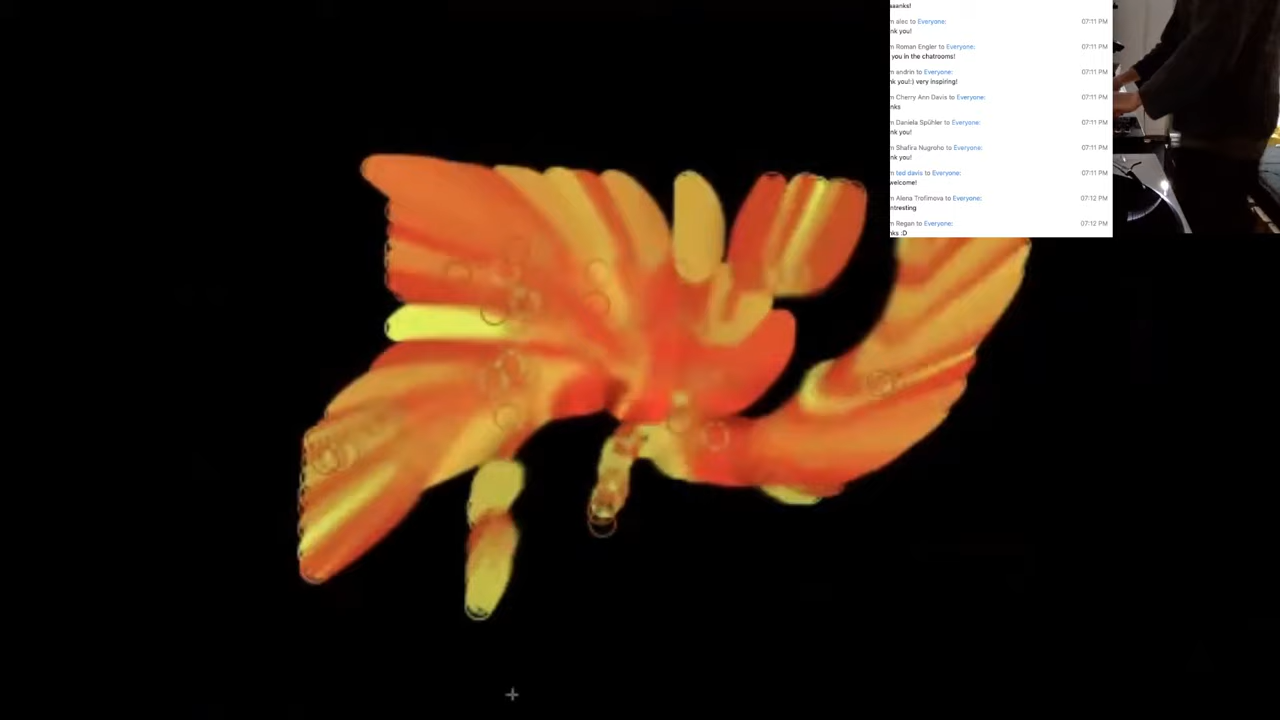 aaanks!
m alec to Everyone: 07:11 PM
nk you!
m Roman Engler to Everyone: 07:11 PM
you in the chatrooms!
m andrin to Everyone: 07:11 PM
nk you!:) very inspiring!
m Cherry Ann Davis to Everyone: 07:11 PM
nks
m Daniela Spühler to Everyone: 07:11 PM
nk you!
m Shafira Nugroho to Everyone: 07:11 PM
nk you!
m ted davis to Everyone: 07:11 PM
welcome!
m Alena Trofimova to Everyone: 07:12 PM
ntresting
m Regan to Everyone: 07:12 PM
nks :D